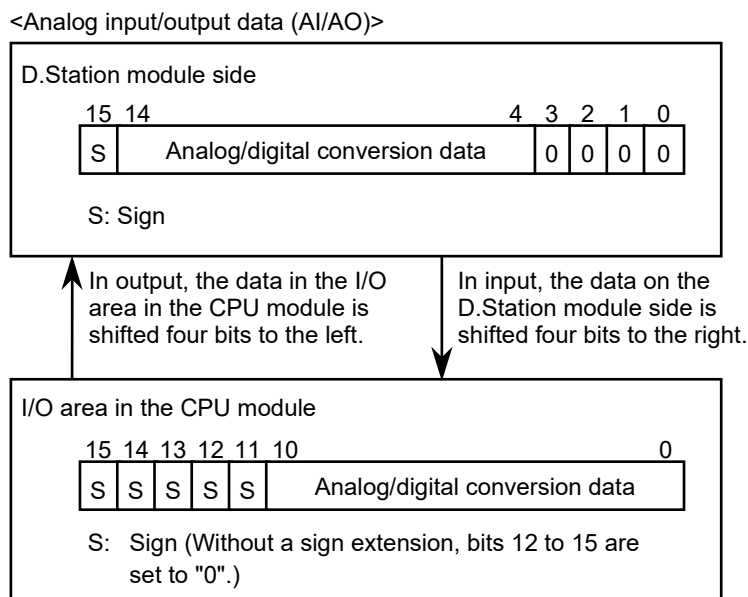 <Analog input/output data (AI/AO)>
D.Station module side
15 14 4 3 2 1 0
S Analog/digital conversion data 0 0 0 0
S: Sign
In output, the data in the I/O
area in the CPU module is
shifted four bits to the left.
In input, the data on the
D.Station module side is
shifted four bits to the right.
I/O area in the CPU module
15 14 13 12 11 10 0
S S S S S Analog/digital conversion data
S: Sign (Without a sign extension, bits 12 to 15 are
set to "0".)